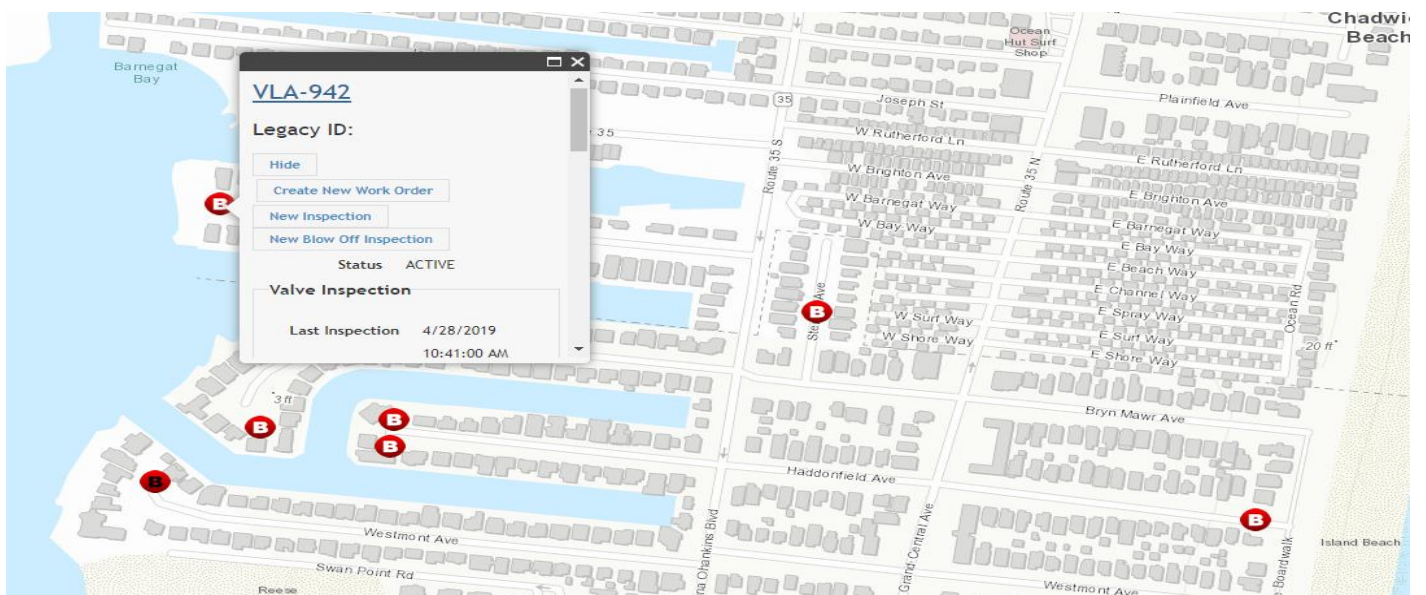 Chadwi
Beach
Ocean
Hut Surf
Shop
Barnegat
Bay
VLA-942
Legacy ID:
Hide
Create New Work Order
New Inspection
New Blow Off Inspection
Status ACTIVE
Valve Inspection
Last Inspection 4/28/2019
10:41:00 AM
35
35
Joseph St
Plainfield Ave
W Rutherford Ln
E Rutherford Ln
W Brighton Ave
E Brighton Ave
Route 35 S
Route 35 N
W Barnegat Way
E Barnegat Way
W Bay Way
E Bay Way
E Beach Way
E Channel Way
Ave
B
B
W Surf Way
E Spray Way
E Surf Way
W Shore Way
E Shore Way
Ocean Rd
20 ft
3 ft
B
B
B
B
Bryn Mawr Ave
Haddonfield Ave
B
Westmont Ave
Swan Point Rd
Reese
na Ohankins Blvd
Grand-Central Ave
Westmont Ave
Boardwalk
Island Beach